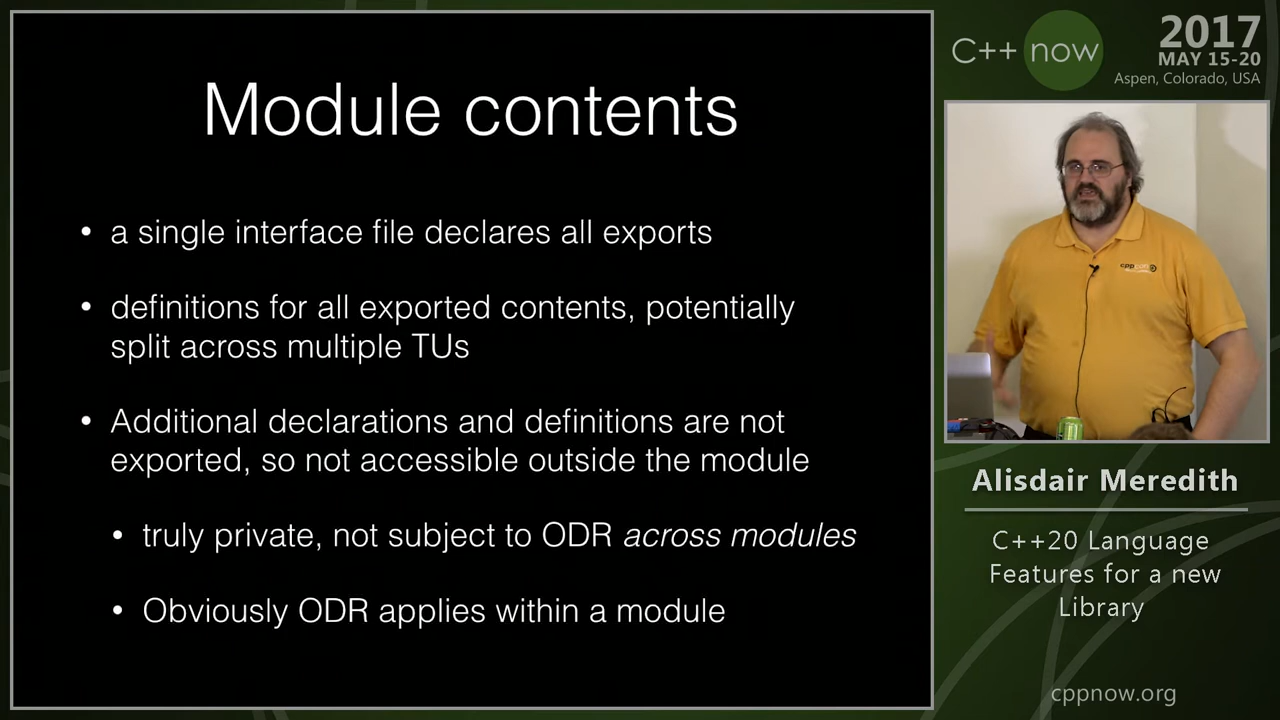 Module contents
• a single interface file declares all exports
• definitions for all exported contents, potentially
split across multiple TUs
• Additional declarations and definitions are not
exported, so not accessible outside the module
• truly private, not subject to ODR across modules
• Obviously ODR applies within a module
C++ now
2017
MAY 15-20
Aspen, Colorado, USA
cppcon
Alisdair Meredith
C++20 Language
Features for a new
Library
cppnow.org